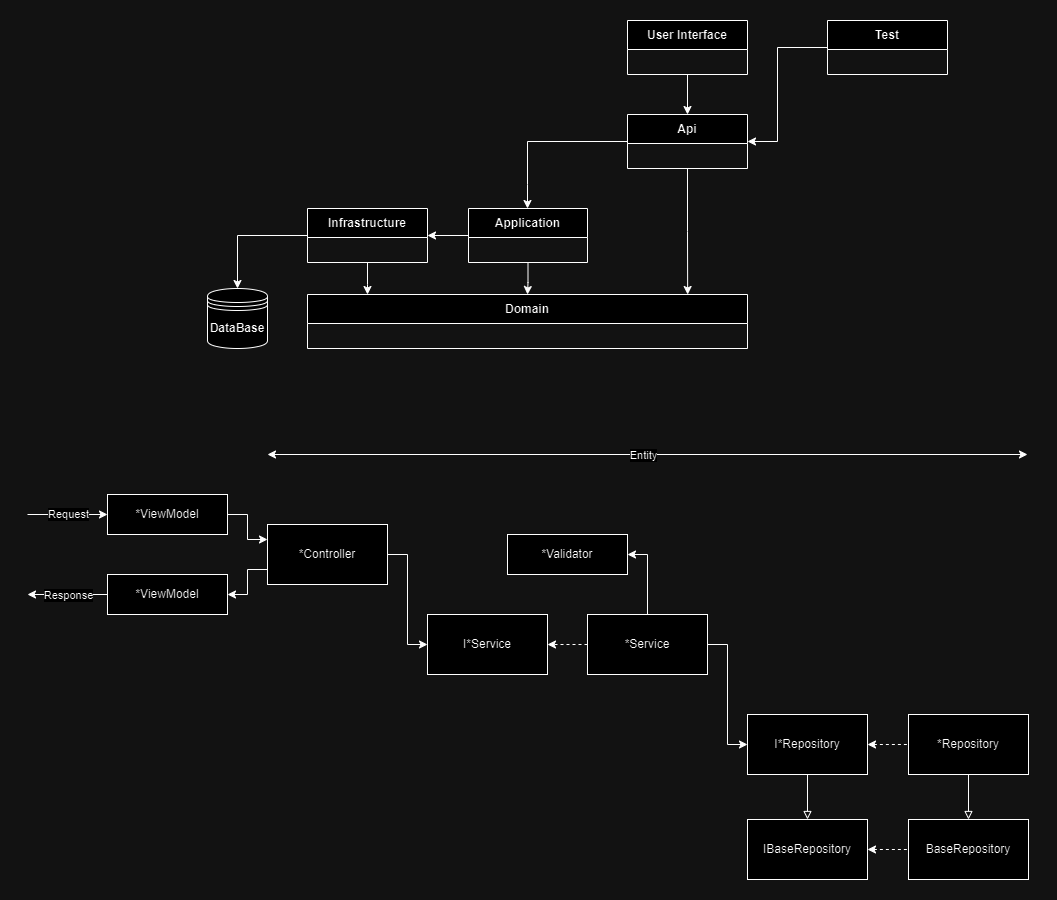 User Interface
Test
Api
Infrastructure
Application
DataBase
Domain
Entity
Request
*ViewModel
*Controller
*Validator
Response
*ViewModel
I*Service
*Service
I*Repository
*Repository
IBaseRepository
BaseRepository